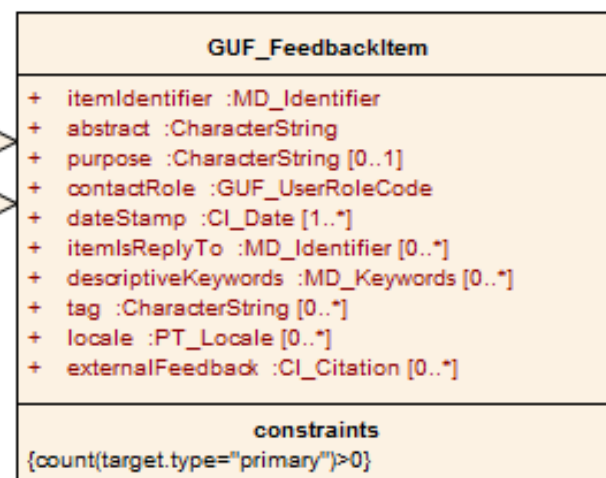 GUF_FeedbackItem
+ itemIdentifier :MD_Identifier
+ abstract :CharacterString
+ purpose :CharacterString [0..1]
+ contactRole :GUF_UserRoleCode
+ dateStamp :CI_Date [1..*]
+ itemIsReplyTo :MD_Identifier [0..*]
+ descriptiveKeywords :MD_Keywords [0..*]
+ tag :CharacterString [0..*]
+ locale :PT_Locale [0..*]
+ externalFeedback :CI_Citation [0..*]
constraints
{count(target.type="primary")>0}